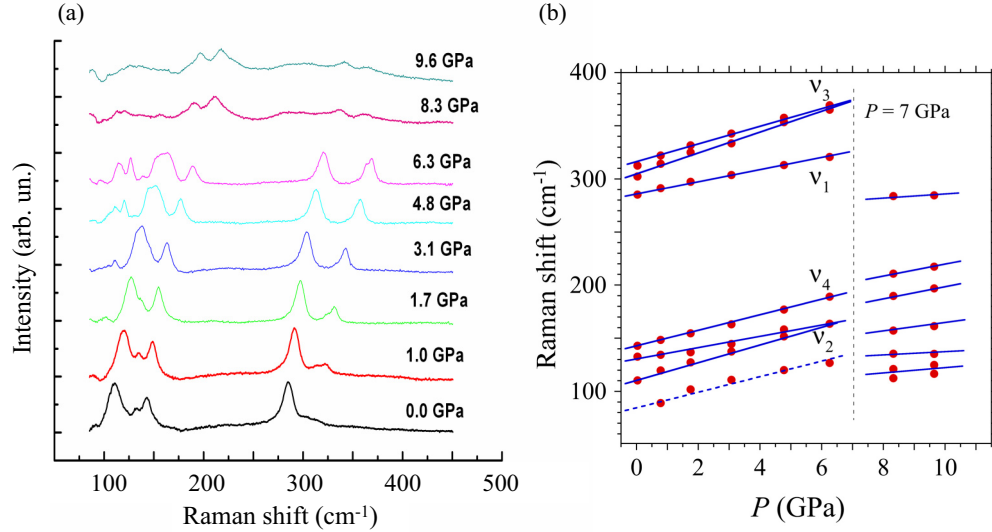 (a)
(b)
9.6 GPa
8.3 GPa
6.3 GPa
4.8 GPa
3.1 GPa
1.7 GPa
1.0 GPa
0.0 GPa
Intensity (arb. un.)
100 200 300 400 500
Raman shift (cm⁻¹)
400
300
200
100
Raman shift (cm⁻¹)
ν₃
P = 7 GPa
ν₁
ν₄
ν₂
0 2 4 6 8 10
P (GPa)